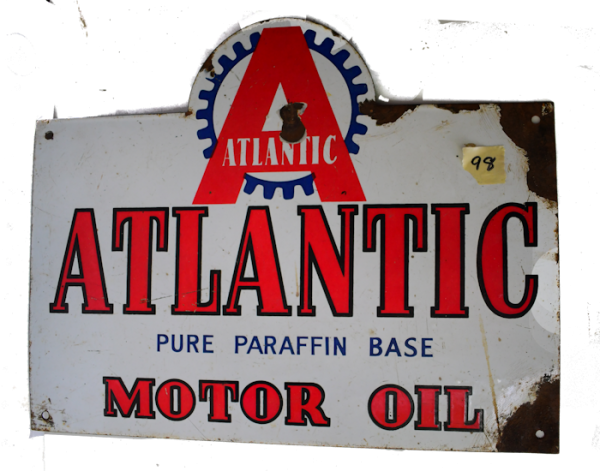 ATLANTIC
98
ATLANTIC
PURE PARAFFIN BASE
MOTOR OIL